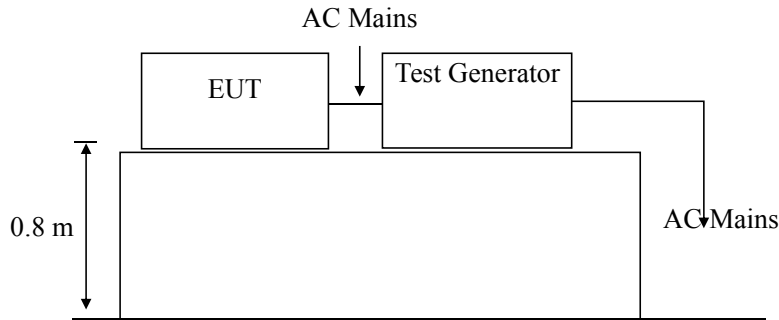 AC Mains
EUT
Test Generator
0.8 m
AC Mains